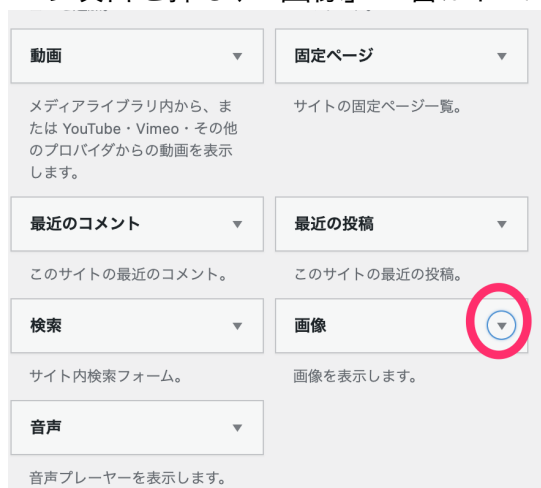 動画 ▼
固定ページ ▼
メディアライブラリ内から、ま
たは YouTube・Vimeo・その他
のプロバイダからの動画を表示
します。
サイトの固定ページ一覧。
最近のコメント ▼
最近の投稿 ▼
このサイトの最近のコメント。
このサイトの最近の投稿。
検索 ▼
画像 ▼
サイト内検索フォーム。
画像を表示します。
音声 ▼
音声プレーヤーを表示します。